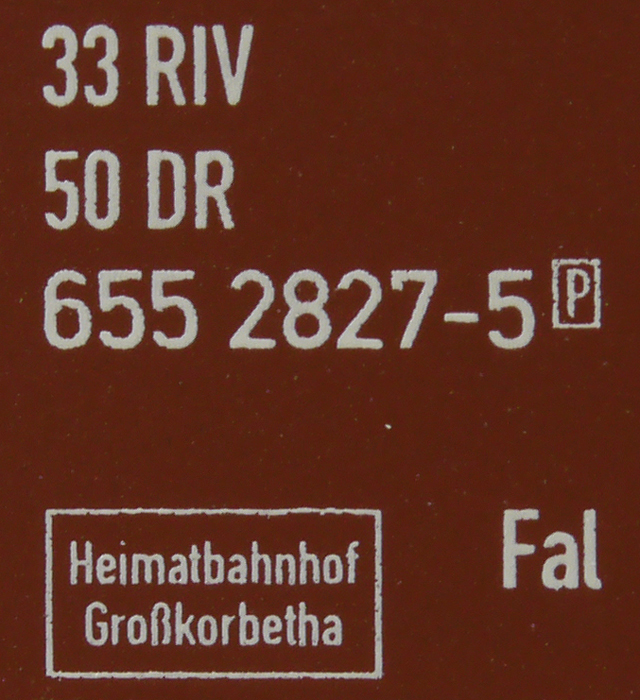 33 RIV
50 DR
655 2827-5 P
Heimatbahnhof
Großkorbetha
Fal